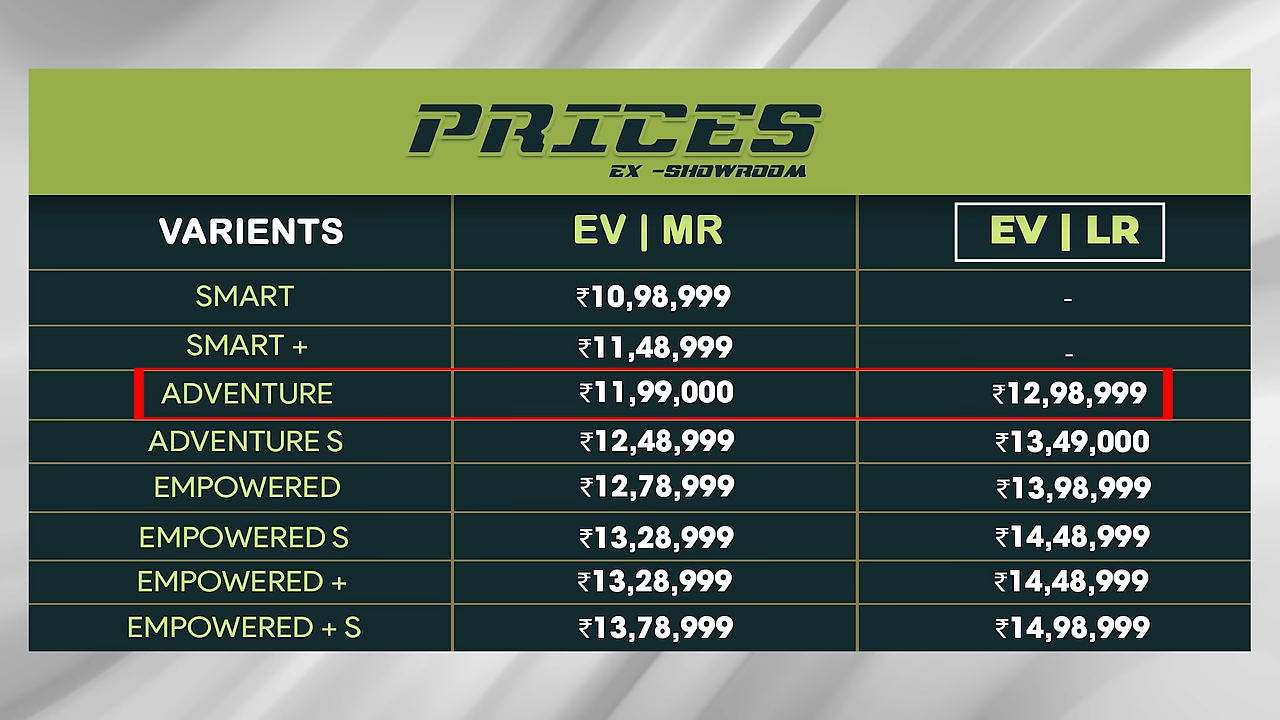 PRICES
EX -SHOWROOM
VARIENTS EV | MR EV | LR
SMART ₹10,98,999 -
SMART + ₹11,48,999 -
ADVENTURE ₹11,99,000 ₹12,98,999
ADVENTURE S ₹12,48,999 ₹13,49,000
EMPOWERED ₹12,78,999 ₹13,98,999
EMPOWERED S ₹13,28,999 ₹14,48,999
EMPOWERED + ₹13,28,999 ₹14,48,999
EMPOWERED + S ₹13,78,999 ₹14,98,999